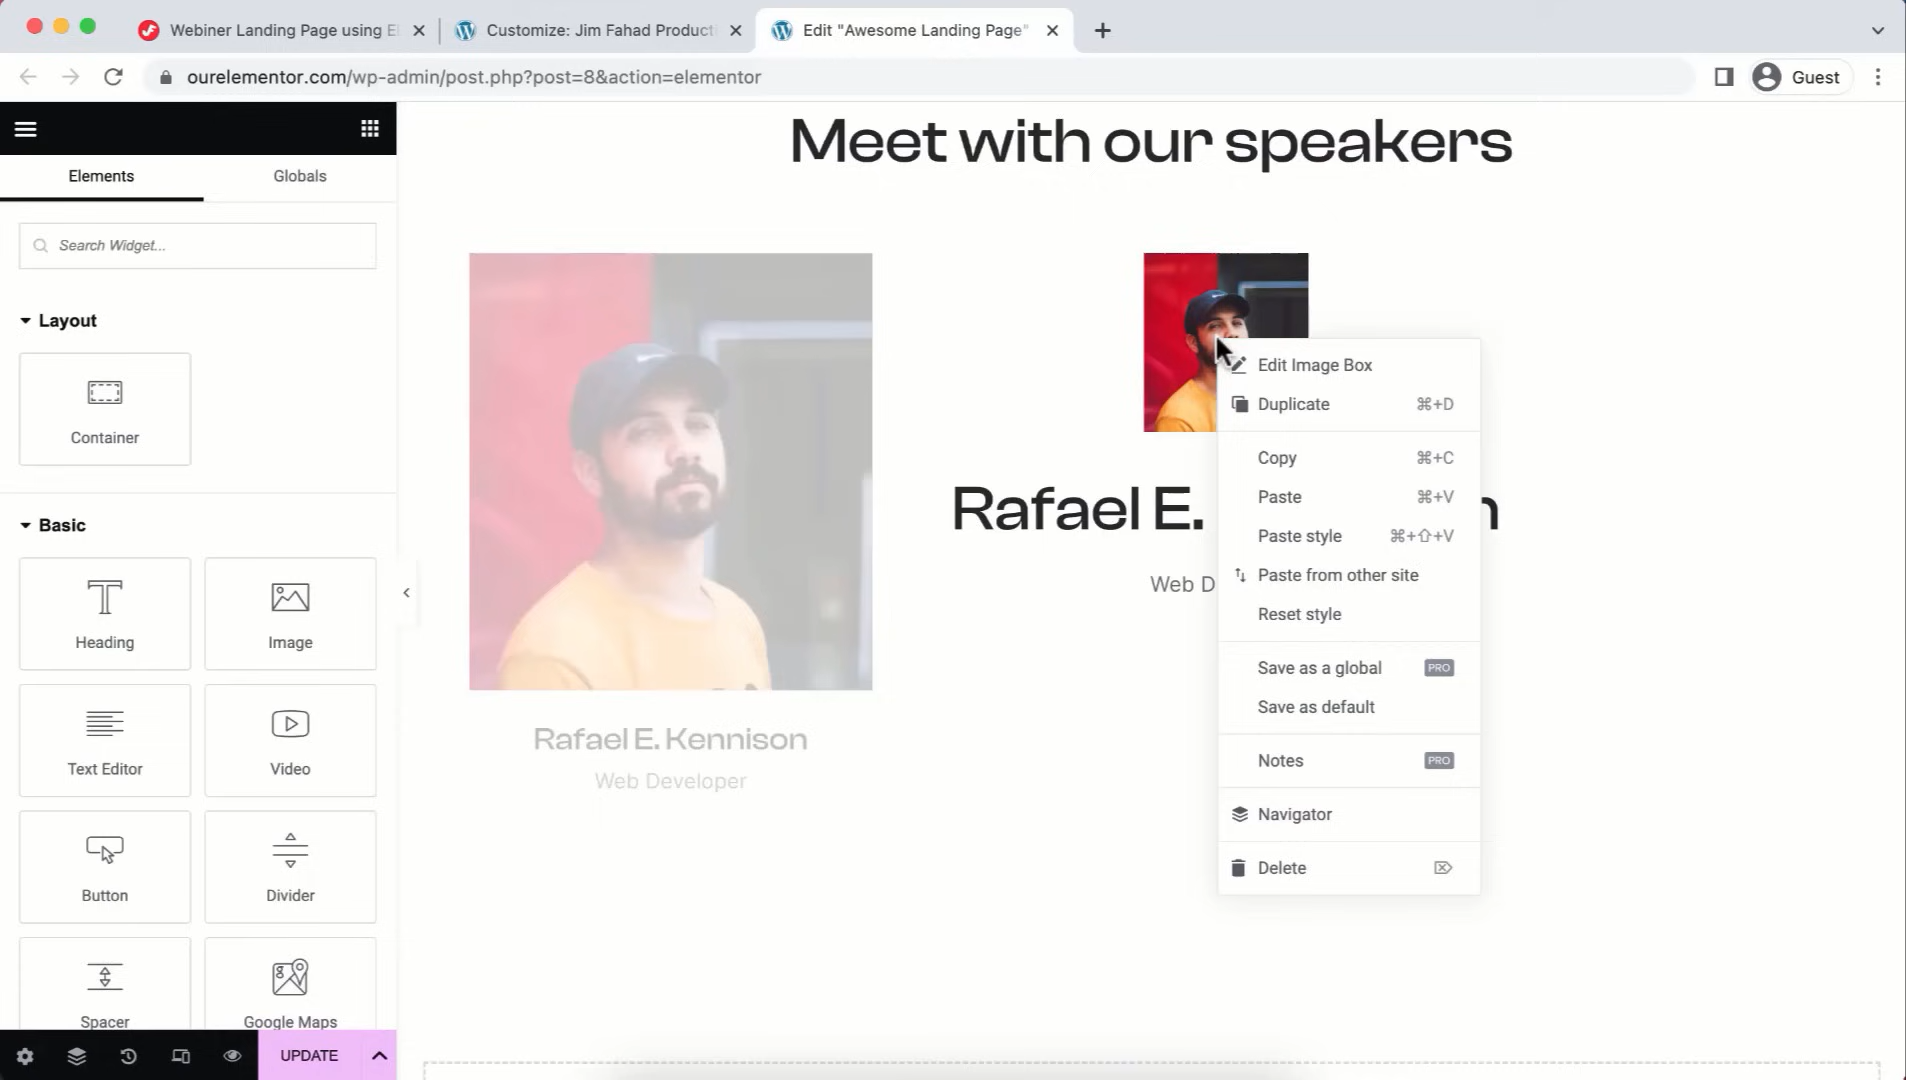 Webiner Landing Page using El
Customize: Jim Fahad Producti
Edit "Awesome Landing Page"
ourelementor.com/wp-admin/post.php?post=8&action=elementor
Guest
Elements
Globals
Search Widget...
Layout
Container
Basic
Heading
Image
Text Editor
Video
Button
Divider
Spacer
Google Maps
UPDATE
Meet with our speakers
Rafael E. Kennison
Web Developer
Rafael E. n
Web D
Edit Image Box
Duplicate ⌘+D
Copy ⌘+C
Paste ⌘+V
Paste style ⌘+⇧+V
Paste from other site
Reset style
Save as a global PRO
Save as default
Notes PRO
Navigator
Delete ⌦